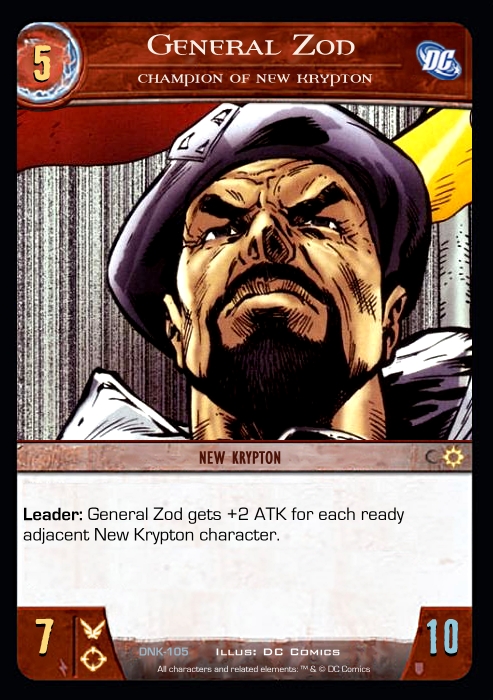 5
General Zod
DC
Champion of New Krypton
NEW KRYPTON
Leader: General Zod gets +2 ATK for each ready
adjacent New Krypton character.
7
10
DNK-105 Illus: DC Comics
All characters and related elements: ™ & © DC Comics